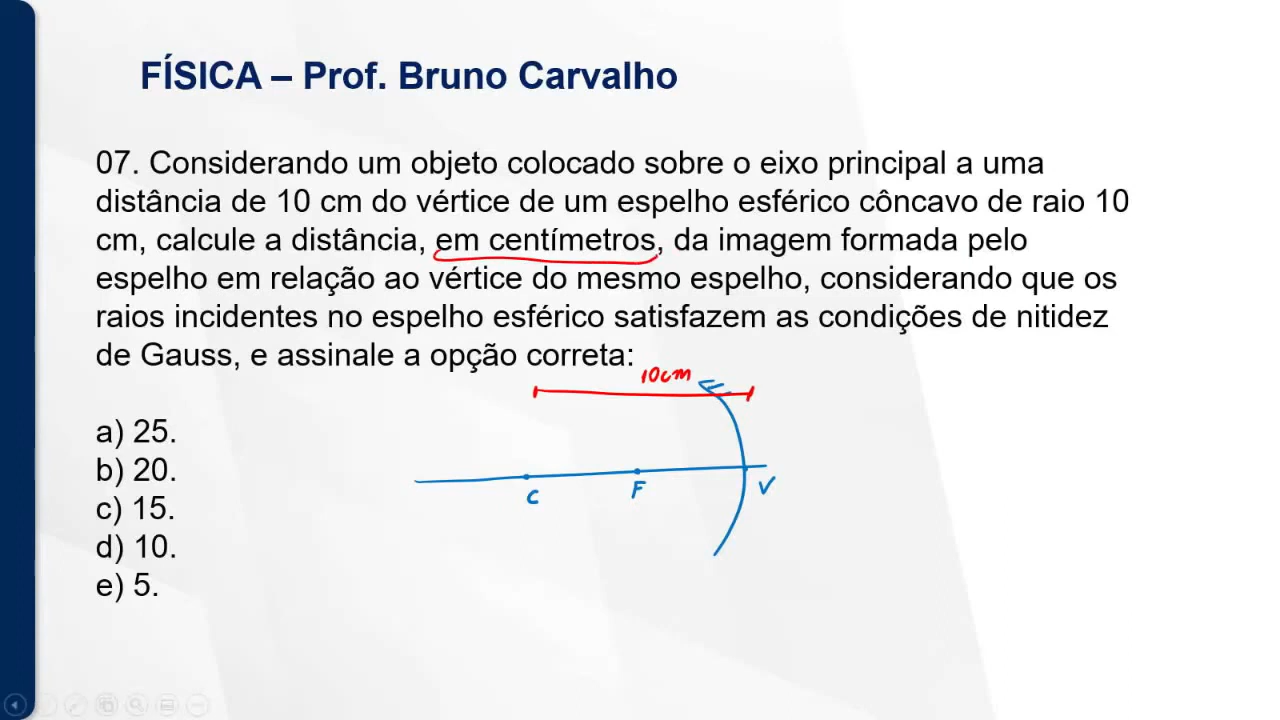 FÍSICA – Prof. Bruno Carvalho
07. Considerando um objeto colocado sobre o eixo principal a uma
distância de 10 cm do vértice de um espelho esférico côncavo de raio 10
cm, calcule a distância, em centímetros, da imagem formada pelo
espelho em relação ao vértice do mesmo espelho, considerando que os
raios incidentes no espelho esférico satisfazem as condições de nitidez
de Gauss, e assinale a opção correta:
10cm
E
a) 25.
b) 20.
c) 15.
d) 10.
e) 5.
C F V